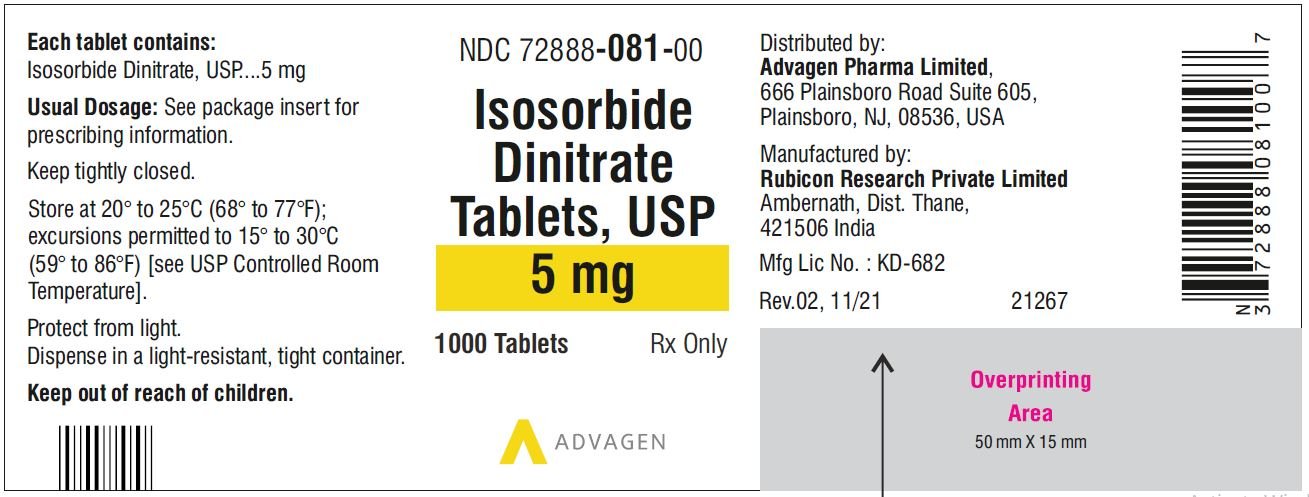 Each tablet contains:
Isosorbide Dinitrate, USP....5 mg
Usual Dosage: See package insert for
prescribing information.
Keep tightly closed.
Store at 20° to 25°C (68° to 77°F);
excursions permitted to 15° to 30°C
(59° to 86°F) [see USP Controlled Room
Temperature].
Protect from light.
Dispense in a light-resistant, tight container.
Keep out of reach of children.
NDC 72888-081-00
Isosorbide
Dinitrate
Tablets, USP
5 mg
1000 Tablets Rx Only
ADVAGEN
Distributed by:
Advagen Pharma Limited,
666 Plainsboro Road Suite 605,
Plainsboro, NJ, 08536, USA
Manufactured by:
Rubicon Research Private Limited
Ambernath, Dist. Thane,
421506 India
Mfg Lic No. : KD-682
Rev.02, 11/21 21267
N
3 72888 08100 7
Overprinting
Area
50 mm X 15 mm